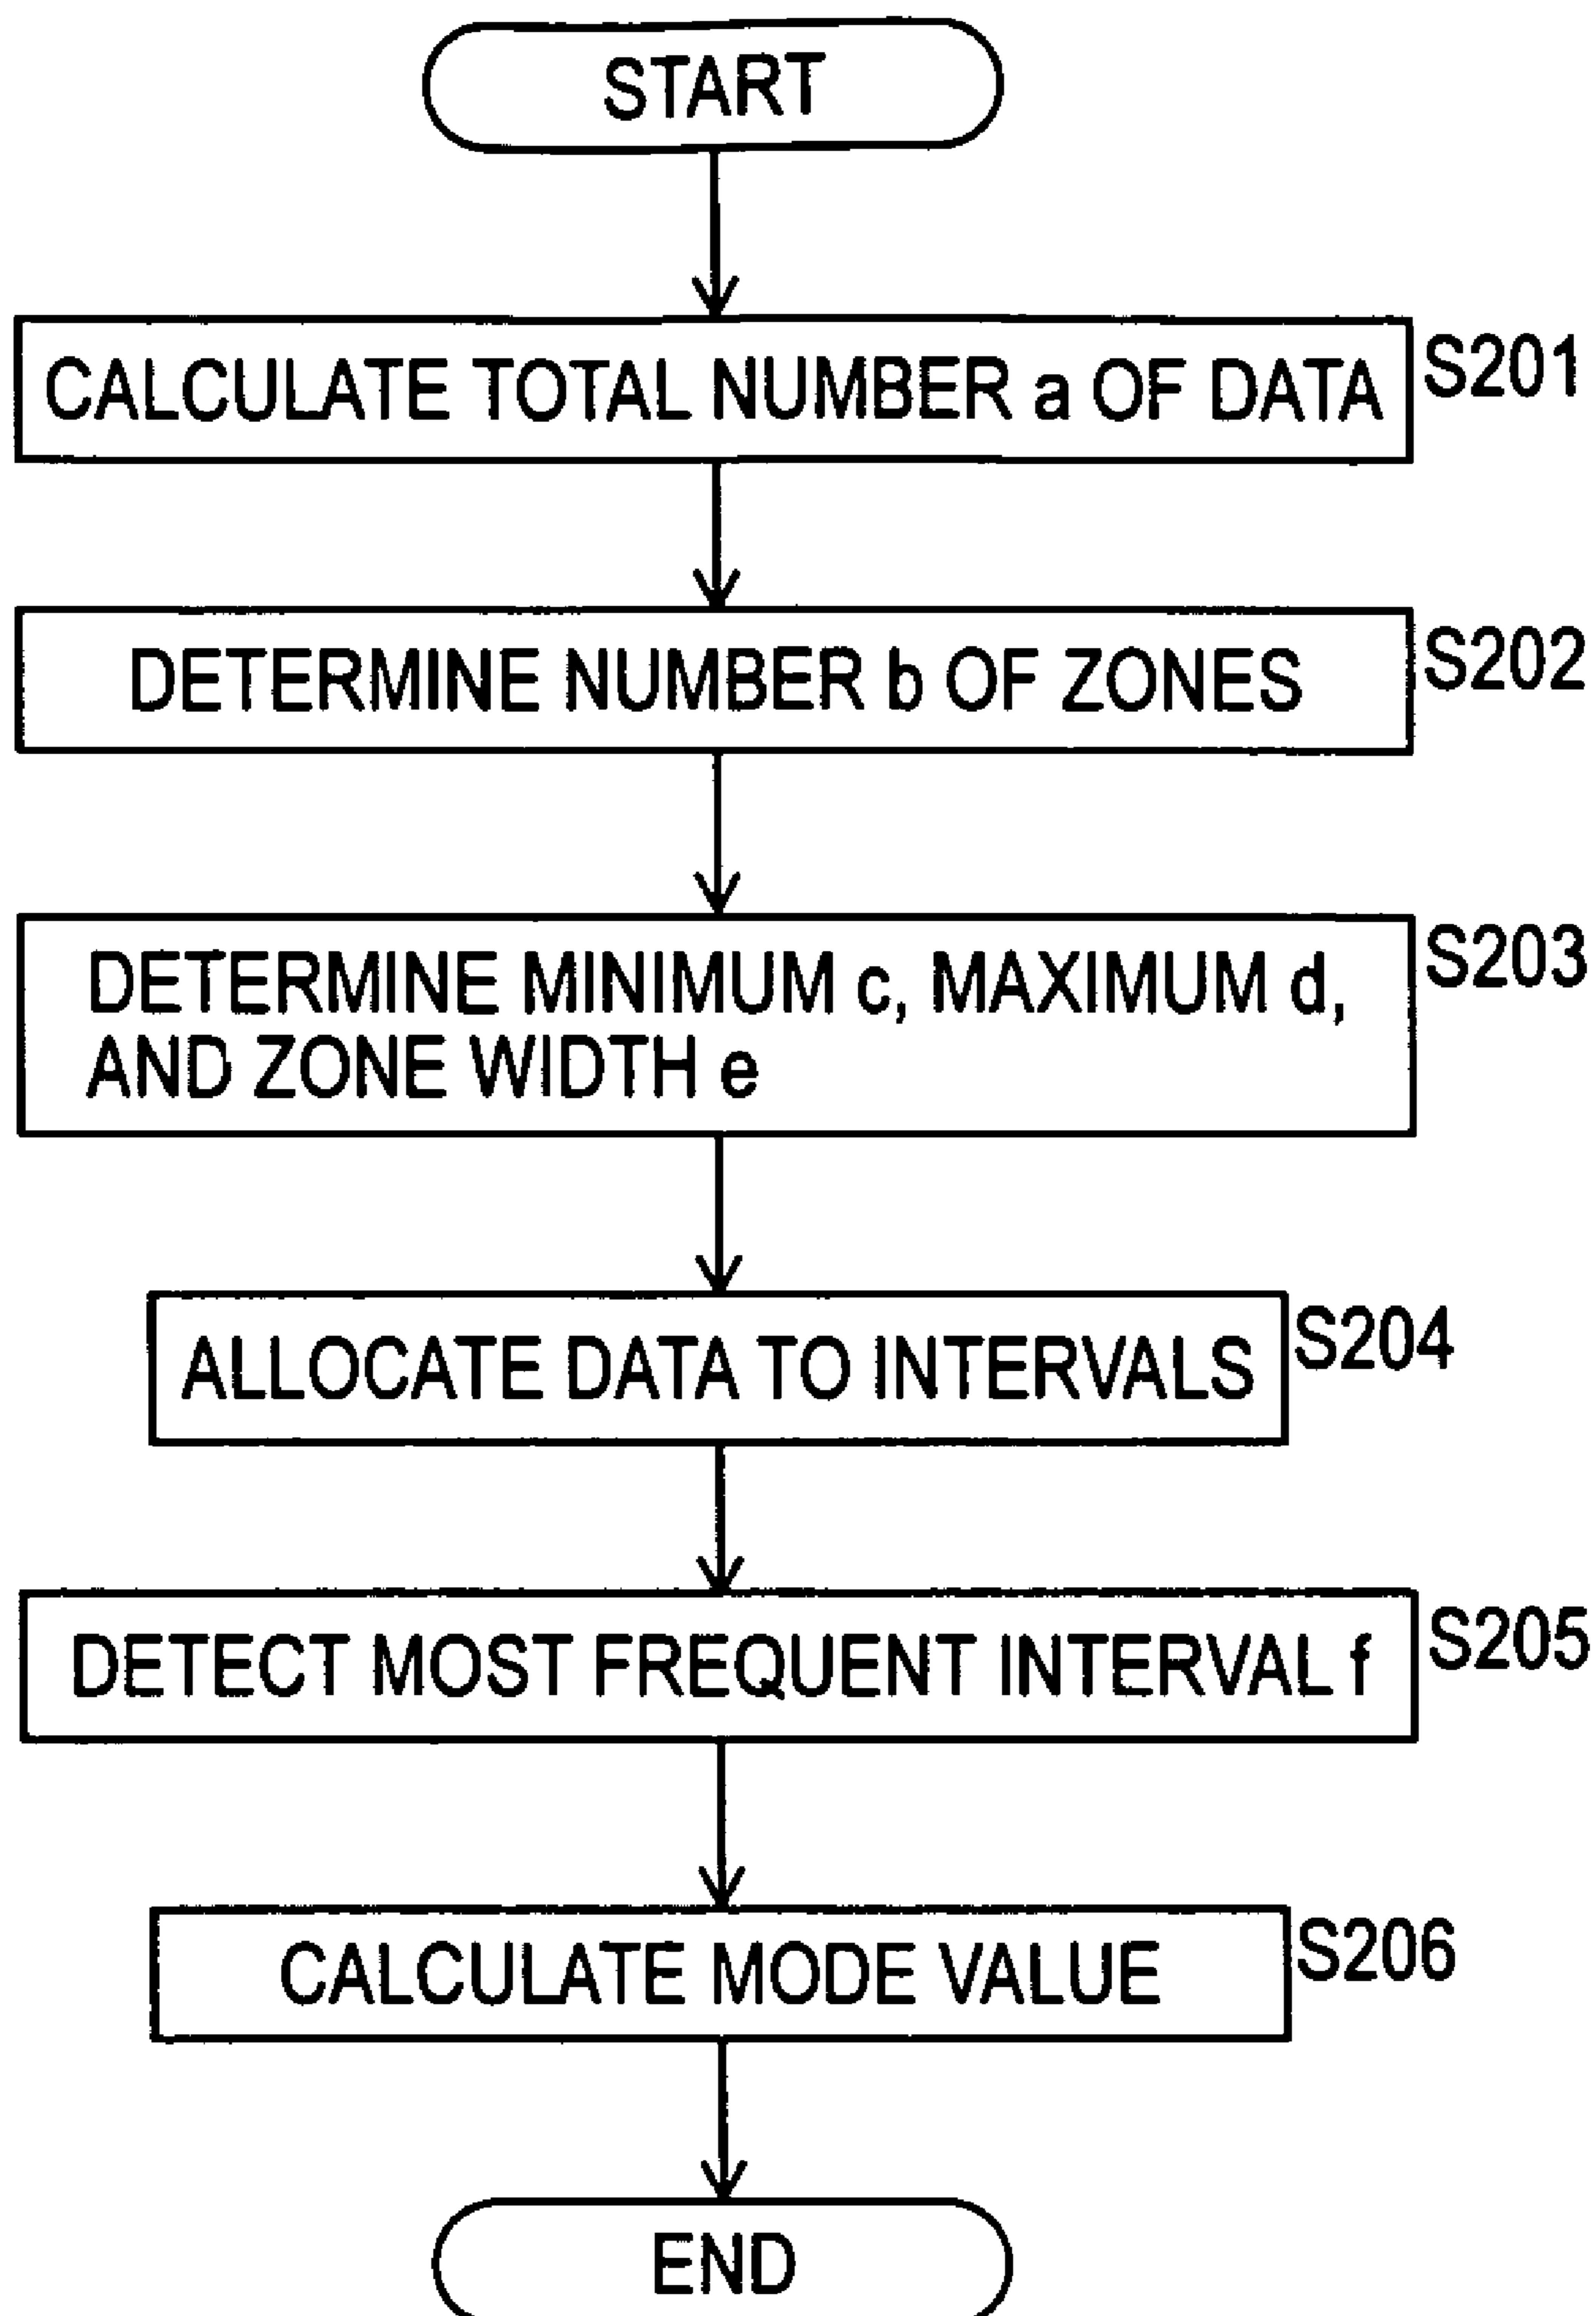 START
CALCULATE TOTAL NUMBER a OF DATA
S201
DETERMINE NUMBER b OF ZONES
S202
DETERMINE MINIMUM c, MAXIMUM d,
AND ZONE WIDTH e
S203
ALLOCATE DATA TO INTERVALS
S204
DETECT MOST FREQUENT INTERVAL f
S205
CALCULATE MODE VALUE
S206
END